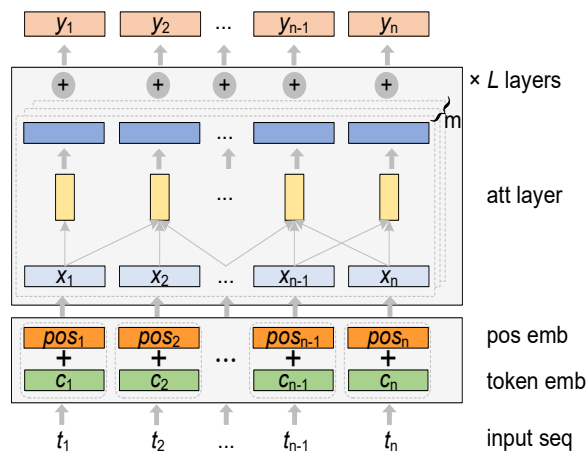 y1 y2 ... yn-1 yn
+ + + + + × L layers
} m
...
... att layer
x1 x2 ... xn-1 xn
pos1 pos2 ... posn-1 posn pos emb
+ + + +
c1 c2 ... cn-1 cn token emb
t1 t2 ... tn-1 tn input seq